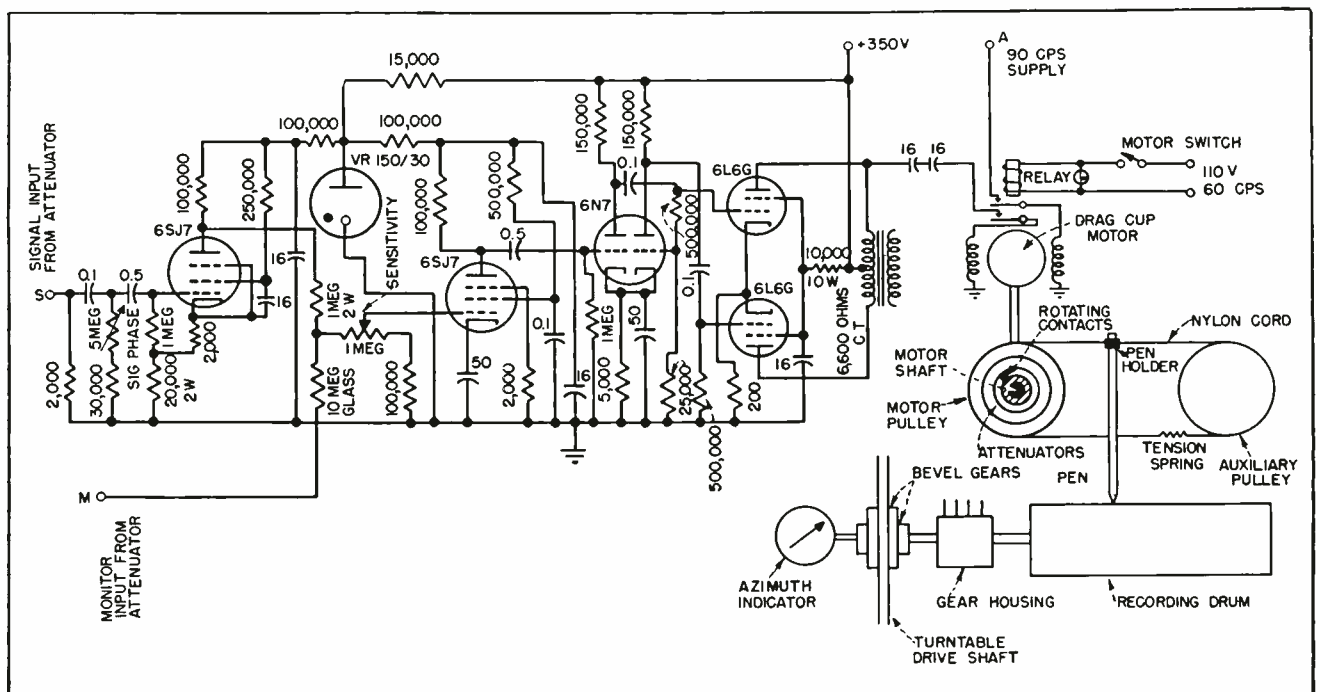 +350V
A
90 CPS
SUPPLY
15,000
100,000
100,000
150,000
150,000
MOTOR SWITCH
16 16
110 V
60 CPS
RELAY
VR 150/30
0.1
6L6G
SIGNAL INPUT
FROM ATTENUATOR
100,000
250,000
100,000
500,000
6N7
500,000
DRAG CUP
MOTOR
6SJ7
16
SENSITIVITY
6SJ7
0.5
10,000
10W
S
0.1
0.5
16
1MEG
2W
0.1
6L6G
6,600 OHMS
C T
ROTATING
CONTACTS
NYLON CORD
PEN
HOLDER
5MEG
SIG PHASE
1 MEG
2,000
1MEG
50
0.1
1MEG
50
16
MOTOR
SHAFT
MOTOR
PULLEY
2,000
30,000
20,000
2W
10 MEG
GLASS
100,000
2,000
16
5,000
25,000
200
500,000
ATTENUATORS
TENSION
SPRING
AUXILIARY
PULLEY
PEN
BEVEL GEARS
M
MONITOR
INPUT FROM
ATTENUATOR
AZIMUTH
INDICATOR
GEAR HOUSING
RECORDING DRUM
TURNTABLE
DRIVE SHAFT